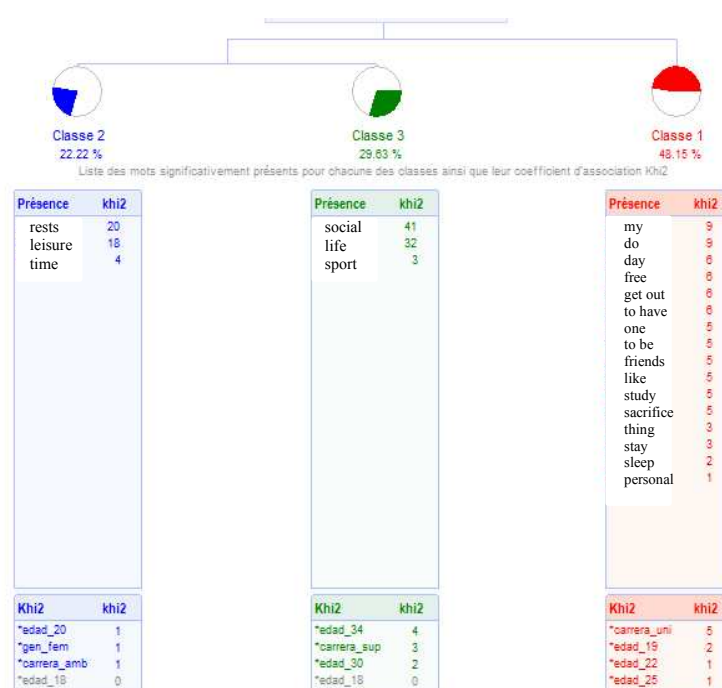 Classe 2
22.22 %
Classe 3
29.63 %
Classe 1
48.15 %
Liste des mots significativement présents pour chacune des classes ainsi que leur coefficient d'association Khi2
Présence khi2
rests 20
leisure 18
time 4
Présence khi2
social 41
life 32
sport 3
Présence khi2
my 9
do 9
day 6
free 6
get out 6
to have 6
one 5
to be 5
friends 5
like 5
study 5
sacrifice 5
thing 3
stay 3
sleep 2
personal 1
Khi2 khi2
*edad_20 1
*gen_fem 1
*carrera_amb 1
*edad_18 0
Khi2 khi2
*edad_34 4
*carrera_sup 3
*edad_30 2
*edad_18 0
Khi2 khi2
*carrera_uni 5
*edad_19 2
*edad_22 1
*edad_25 1